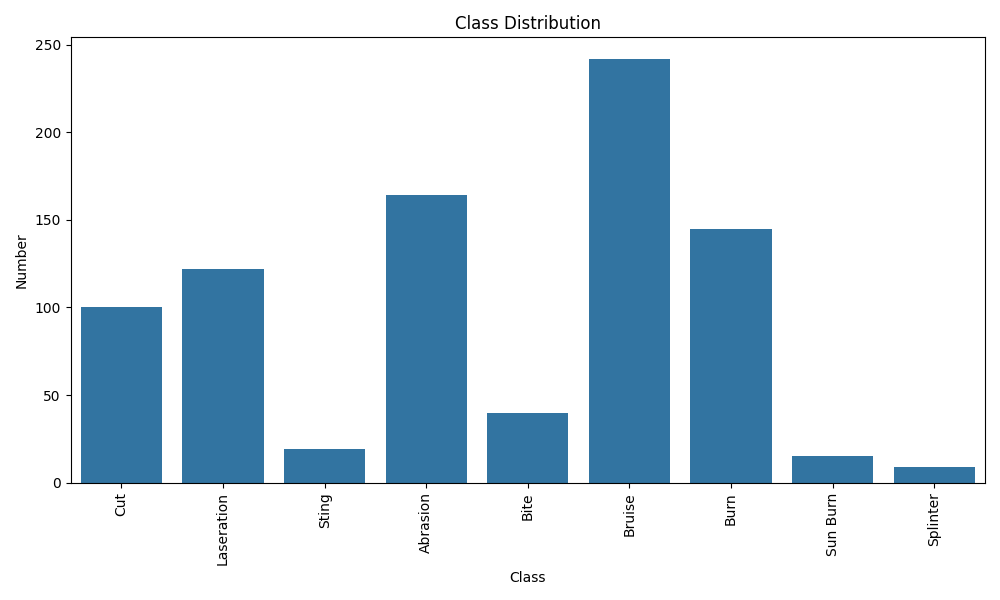 Class Distribution
250
200
150
100
50
0
Number
Cut
Laseration
Sting
Abrasion
Bite
Bruise
Burn
Sun Burn
Splinter
Class